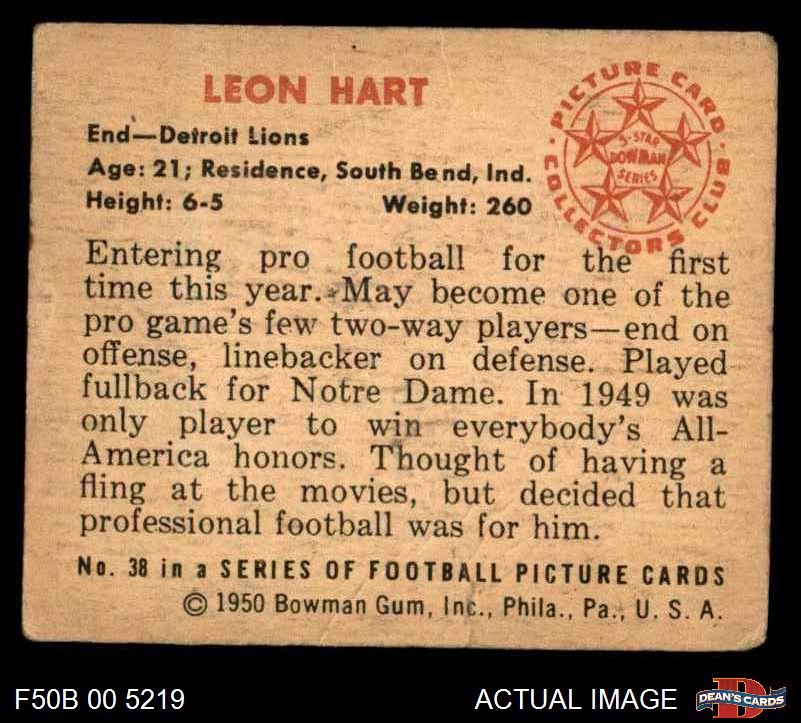 LEON HART
PICTURE CARD
COLLECTORS CLUB
5-STAR
BOWMAN
SERIES
End—Detroit Lions
Age: 21; Residence, South Bend, Ind.
Height: 6-5 Weight: 260
Entering pro football for the first
time this year. May become one of the
pro game's few two-way players—end on
offense, linebacker on defense. Played
fullback for Notre Dame. In 1949 was
only player to win everybody's All-
America honors. Thought of having a
fling at the movies, but decided that
professional football was for him.
No. 38 in a SERIES OF FOOTBALL PICTURE CARDS
© 1950 Bowman Gum, Inc., Phila., Pa., U. S. A.
F50B 00 5219 ACTUAL IMAGE DEAN'S CARDS